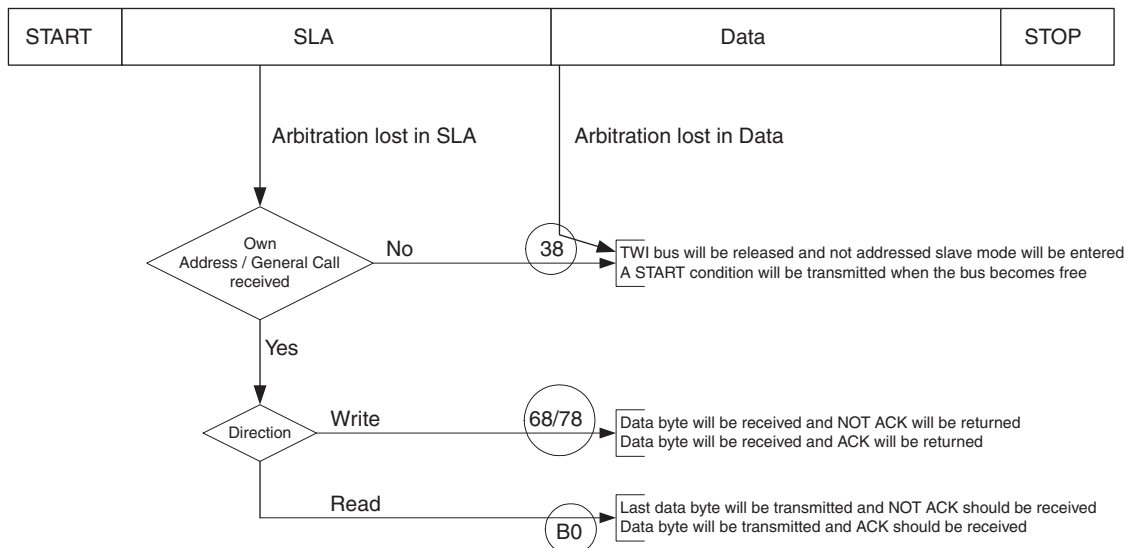 START SLA Data STOP
Arbitration lost in SLA
Arbitration lost in Data
Own
Address / General Call
received
No
38
TWI bus will be released and not addressed slave mode will be entered
A START condition will be transmitted when the bus becomes free
Yes
Direction
Write
68/78
Data byte will be received and NOT ACK will be returned
Data byte will be received and ACK will be returned
Read
B0
Last data byte will be transmitted and NOT ACK should be received
Data byte will be transmitted and ACK should be received